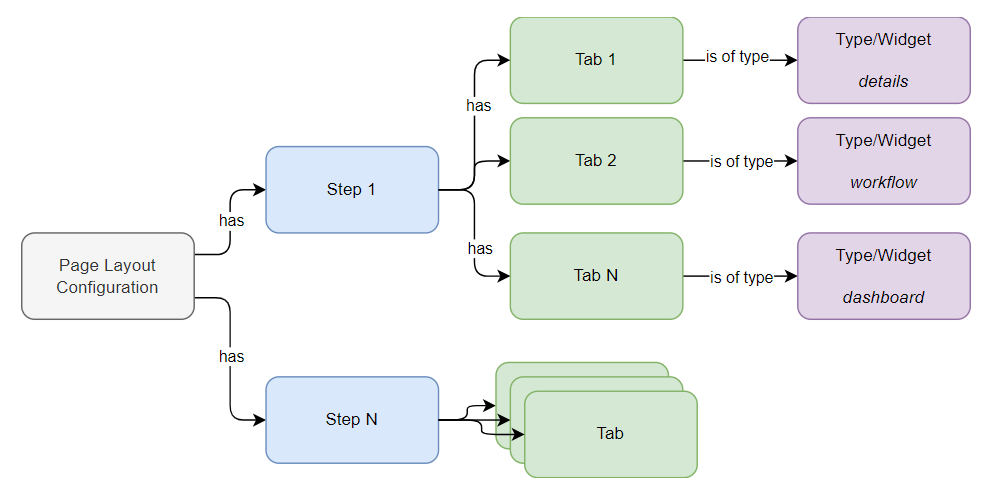 Page Layout
Configuration
has
has
Step 1
Step N
has
has
Tab 1
is of type
Type/Widget
details
Tab 2
is of type
Type/Widget
workflow
Tab N
is of type
Type/Widget
dashboard
Tab